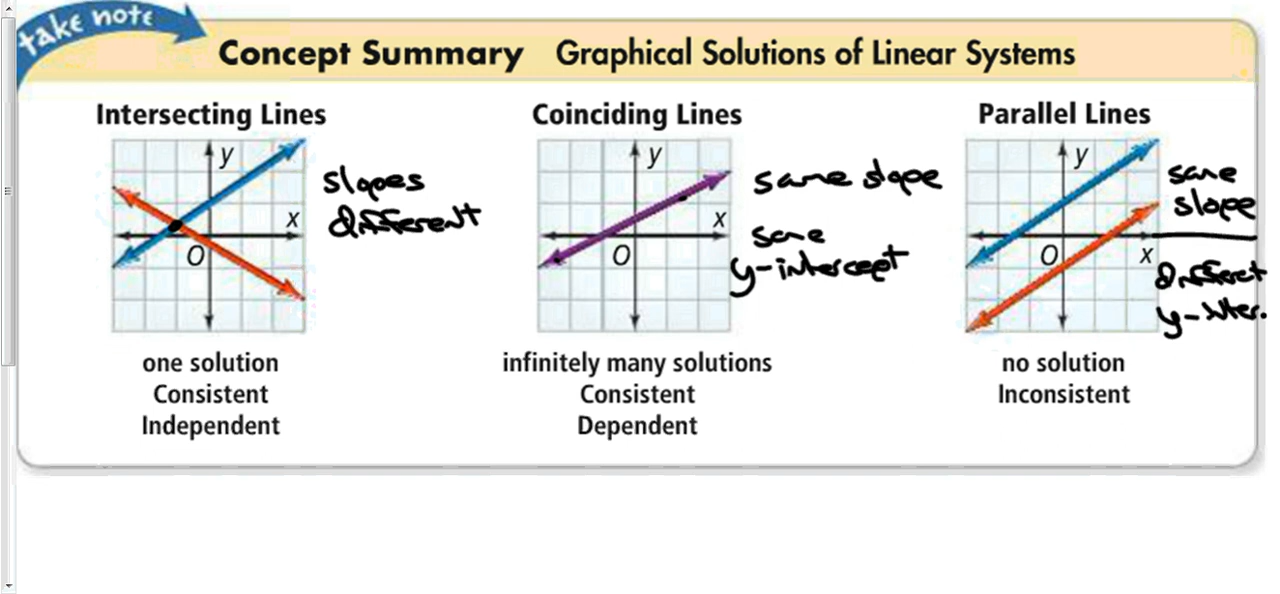 take note
Concept Summary Graphical Solutions of Linear Systems
Intersecting Lines
y
x
O
slopes
different
one solution
Consistent
Independent
Coinciding Lines
y
x
O
same slope
same
y-intercept
infinitely many solutions
Consistent
Dependent
Parallel Lines
y
x
O
same
slope
different
y-inter.
no solution
Inconsistent